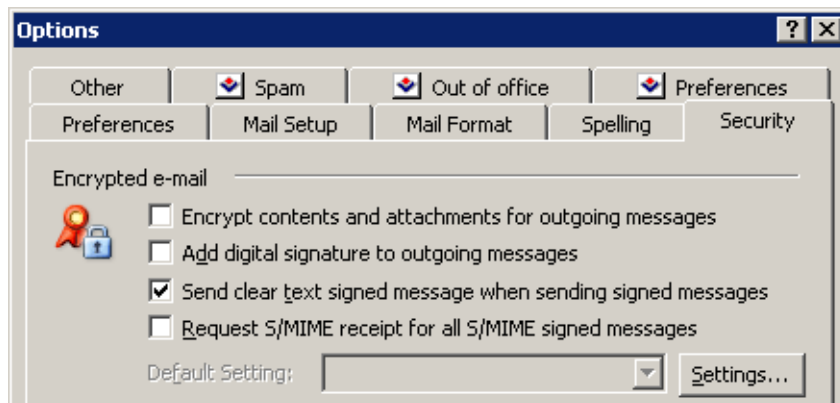 Options
Other Spam Out of office Preferences
Preferences Mail Setup Mail Format Spelling Security
Encrypted e-mail
Encrypt contents and attachments for outgoing messages
Add digital signature to outgoing messages
Send clear text signed message when sending signed messages
Request S/MIME receipt for all S/MIME signed messages
Default Setting: Settings...